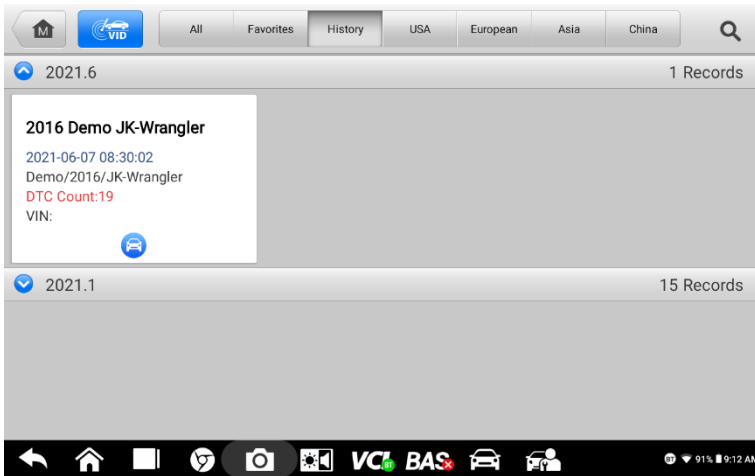 M
VID
All
Favorites
History
USA
European
Asia
China
2021.6
1 Records
2016 Demo JK-Wrangler
2021-06-07 08:30:02
Demo/2016/JK-Wrangler
DTC Count:19
VIN:
2021.1
15 Records
VCI
BT
BAS
BT
91%
9:12 AM